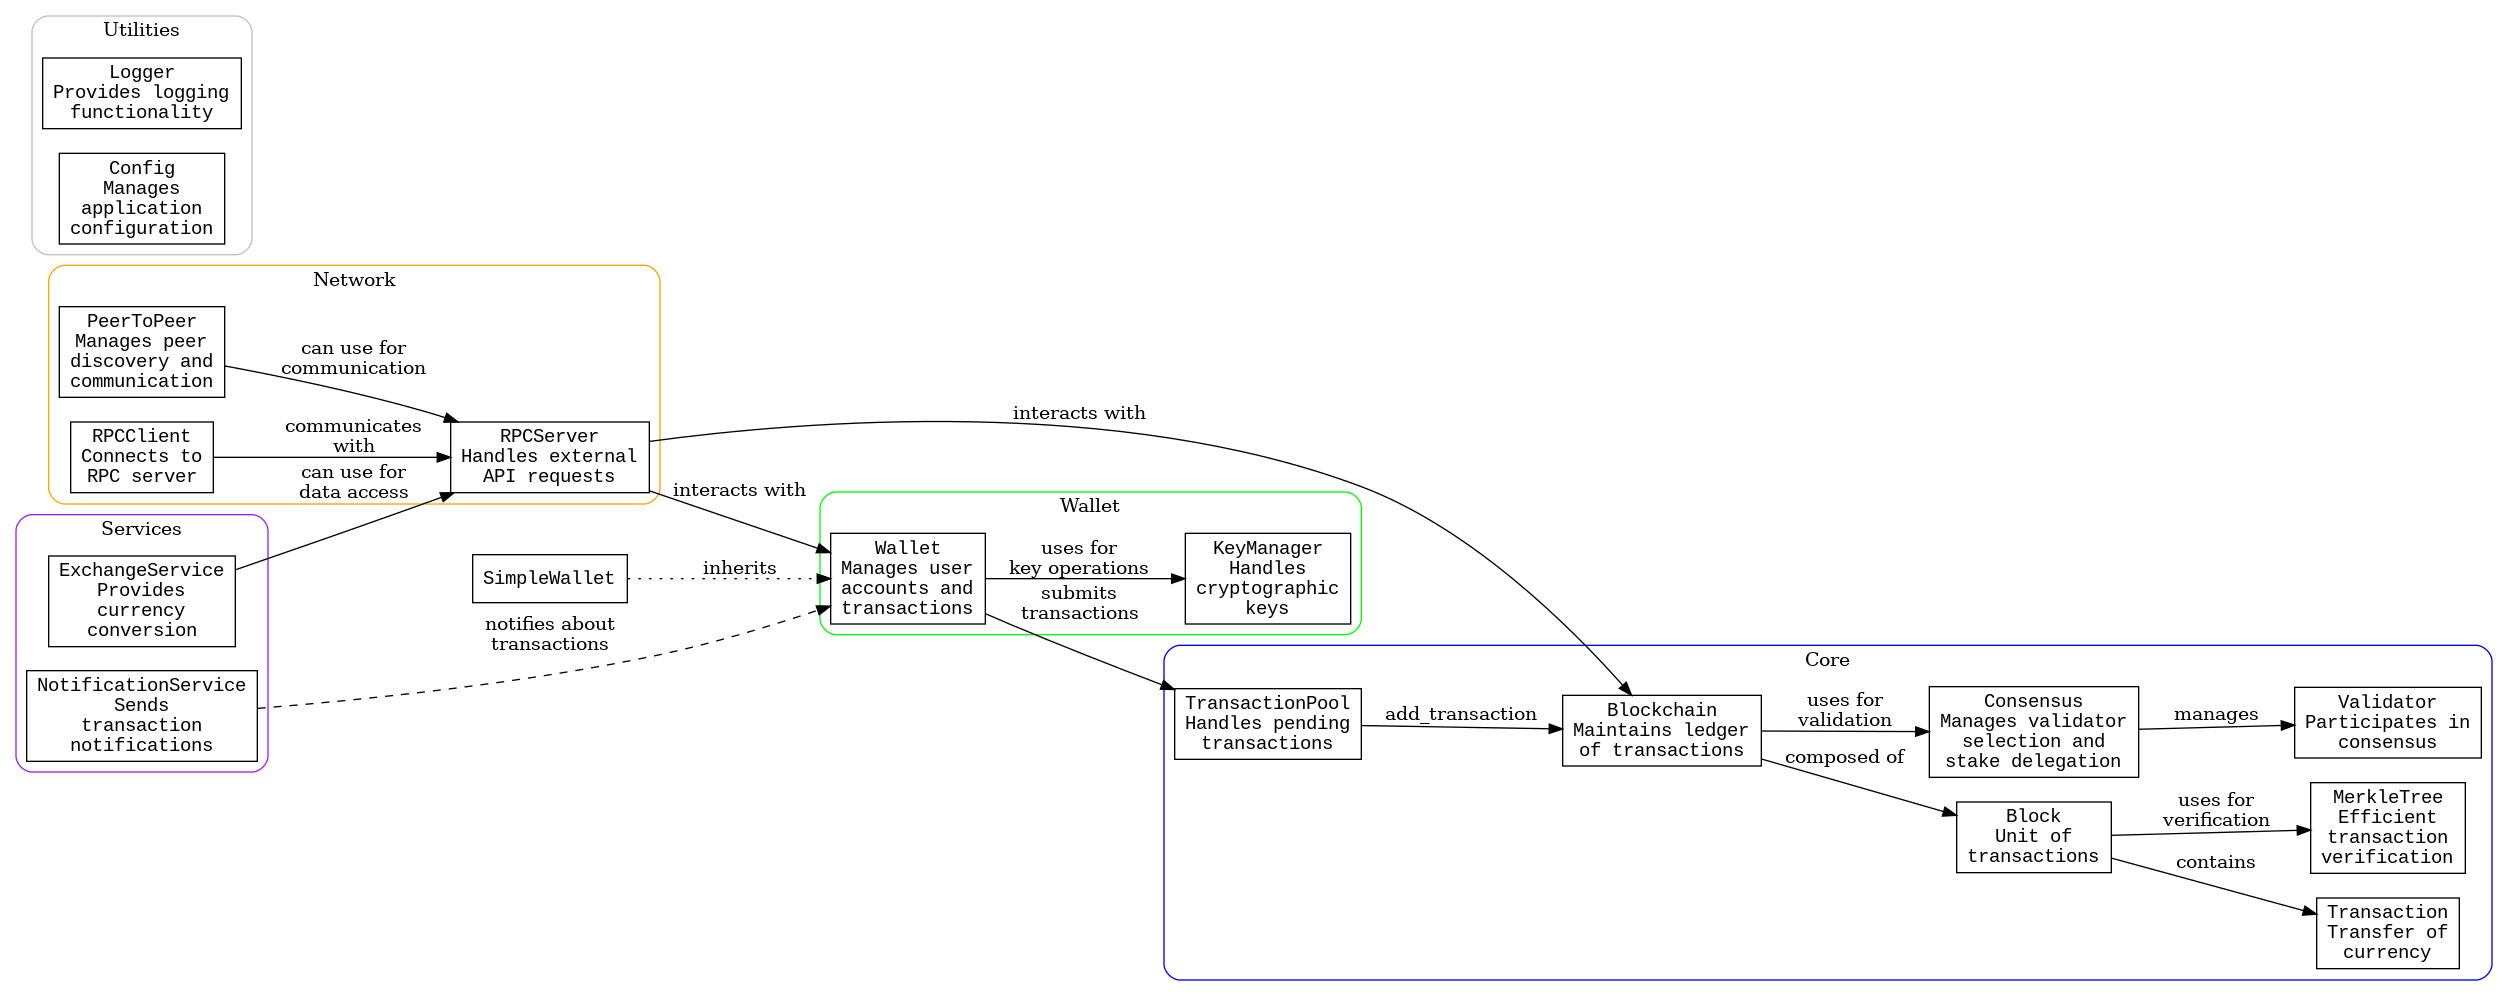 Utilities
Logger
Provides logging
functionality
Config
Manages
application
configuration
Network
PeerToPeer
Manages peer
discovery and
communication
can use for
communication
RPCClient
Connects to
RPC server
communicates
with
RPCServer
Handles external
API requests
can use for
data access
interacts with
interacts with
Services
ExchangeService
Provides
currency
conversion
NotificationService
Sends
transaction
notifications
SimpleWallet
inherits
notifies about
transactions
Wallet
Wallet
Manages user
accounts and
transactions
uses for
key operations
submits
transactions
KeyManager
Handles
cryptographic
keys
Core
TransactionPool
Handles pending
transactions
add_transaction
Blockchain
Maintains ledger
of transactions
uses for
validation
composed of
Consensus
Manages validator
selection and
stake delegation
manages
Validator
Participates in
consensus
Block
Unit of
transactions
uses for
verification
contains
MerkleTree
Efficient
transaction
verification
Transaction
Transfer of
currency